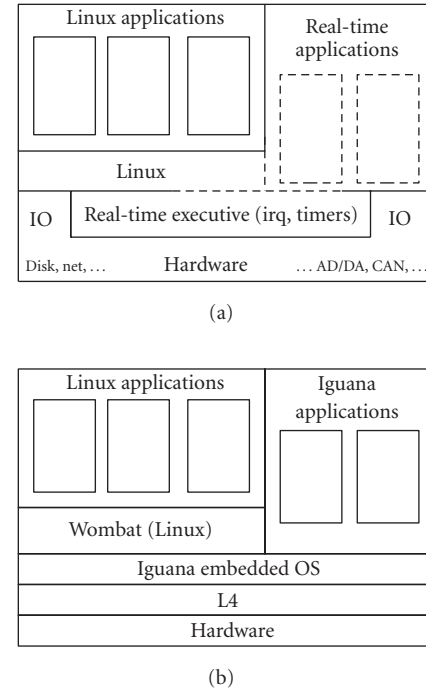 Linux applications
Real-time
applications
Linux
IO
Real-time executive (irq, timers)
IO
Disk, net, …
Hardware
… AD/DA, CAN, …
(a)
Linux applications
Iguana
applications
Wombat (Linux)
Iguana embedded OS
L4
Hardware
(b)